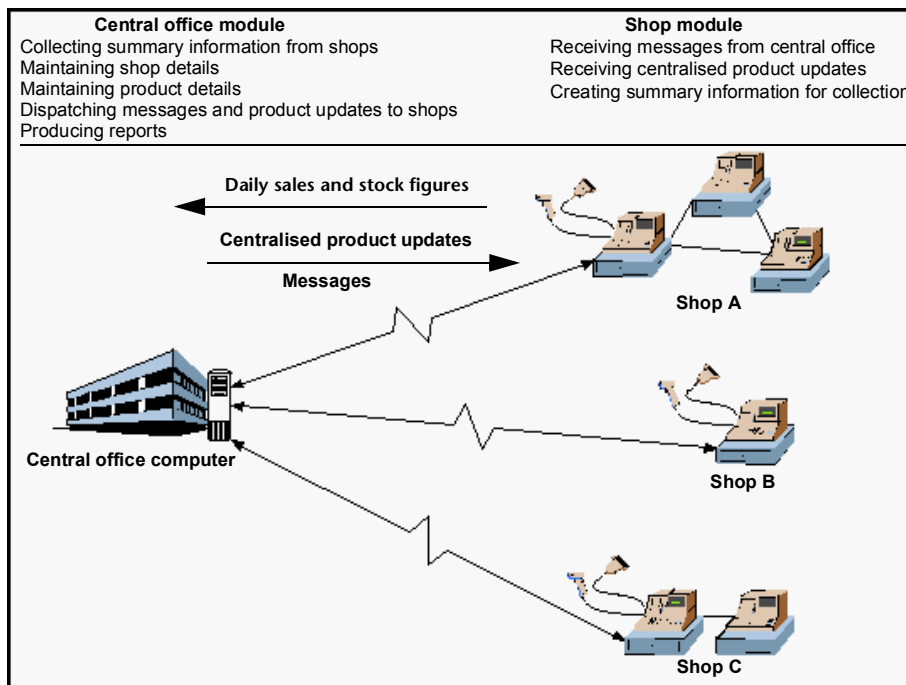 Central office module
Collecting summary information from shops
Maintaining shop details
Maintaining product details
Dispatching messages and product updates to shops
Producing reports
Shop module
Receiving messages from central office
Receiving centralised product updates
Creating summary information for collection
Daily sales and stock figures
Centralised product updates
Messages
Shop A
Central office computer
Shop B
Shop C